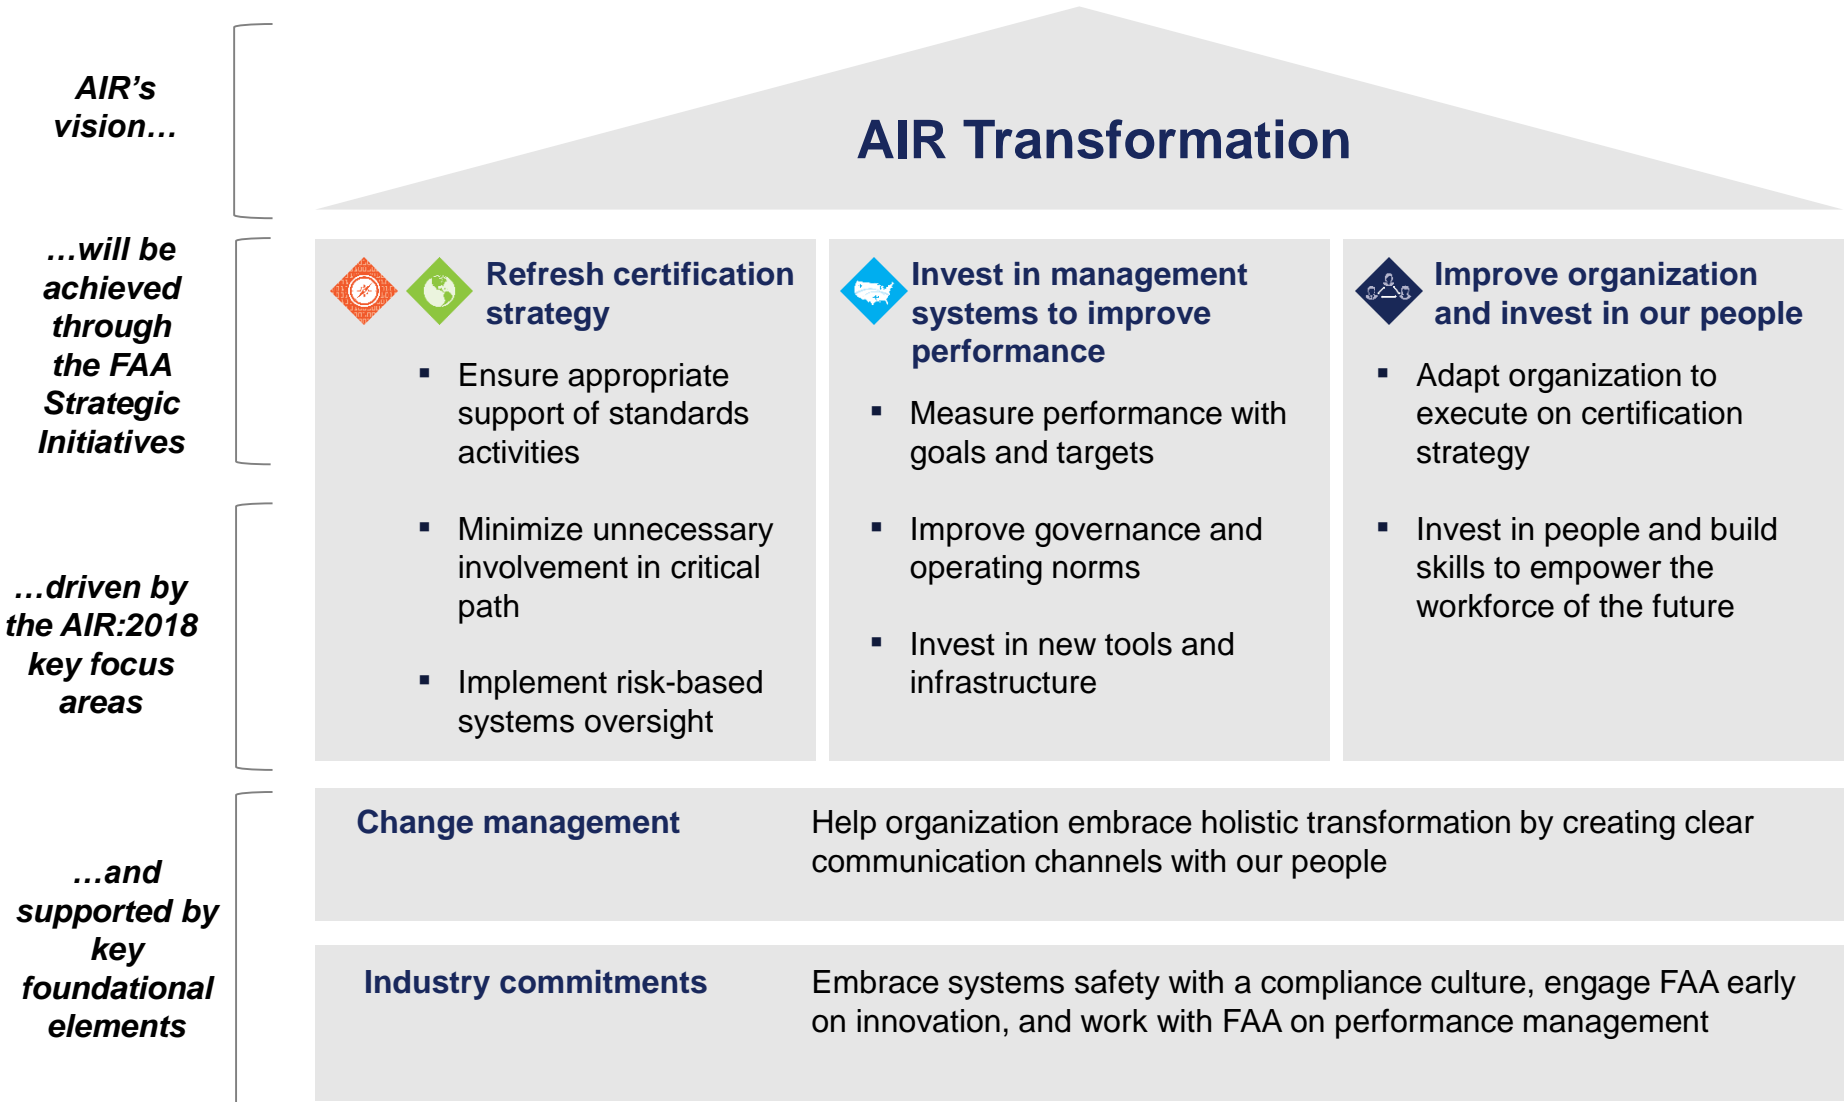 AIR's
vision…
AIR Transformation
…will be
achieved
through
the FAA
Strategic
Initiatives
Refresh certification
strategy
▪ Ensure appropriate
support of standards
activities
▪ Minimize unnecessary
involvement in critical
path
▪ Implement risk-based
systems oversight
Invest in management
systems to improve
performance
▪ Measure performance with
goals and targets
▪ Improve governance and
operating norms
▪ Invest in new tools and
infrastructure
Improve organization
and invest in our people
▪ Adapt organization to
execute on certification
strategy
▪ Invest in people and build
skills to empower the
workforce of the future
…driven by
the AIR:2018
key focus
areas
…and
supported by
key
foundational
elements
Change management
Help organization embrace holistic transformation by creating clear
communication channels with our people
Industry commitments
Embrace systems safety with a compliance culture, engage FAA early
on innovation, and work with FAA on performance management